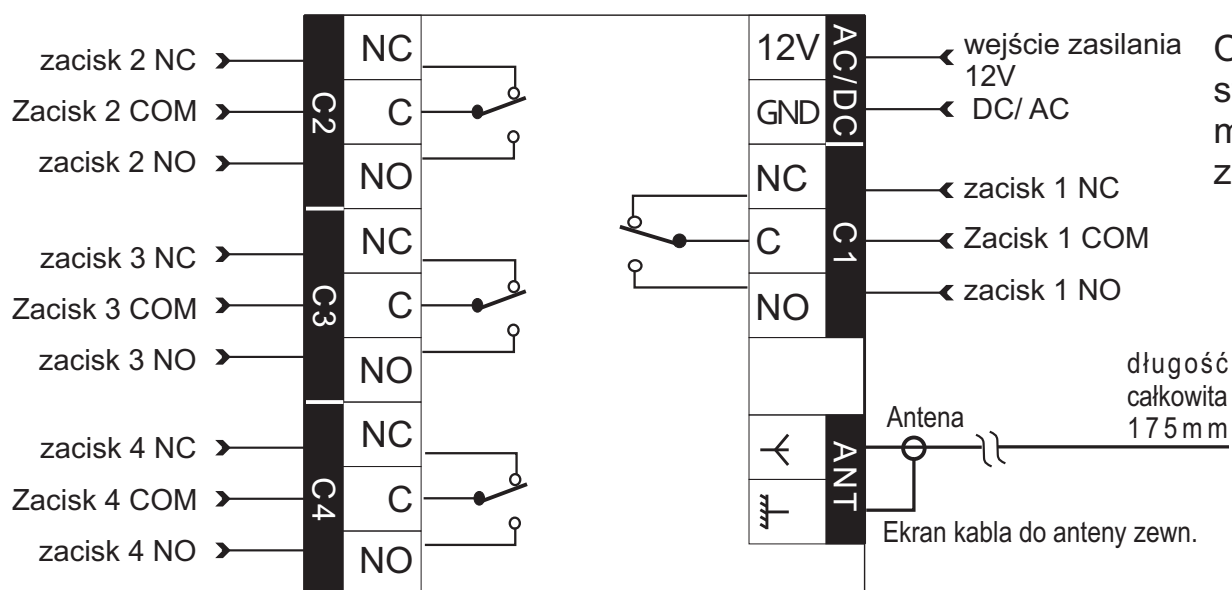 zacisk 2 NC
Zacisk 2 COM
zacisk 2 NO
zacisk 3 NC
Zacisk 3 COM
zacisk 3 NO
zacisk 4 NC
Zacisk 4 COM
zacisk 4 NO
C2
C3
C4
NC
C
NO
NC
C
NO
NC
C
NO
12V
GND
NC
C
NO
AC/DC
C1
ANT
wejście zasilania
12V
DC/ AC
zacisk 1 NC
Zacisk 1 COM
zacisk 1 NO
długość
całkowita
175mm
Antena
Ekran kabla do anteny zewn.